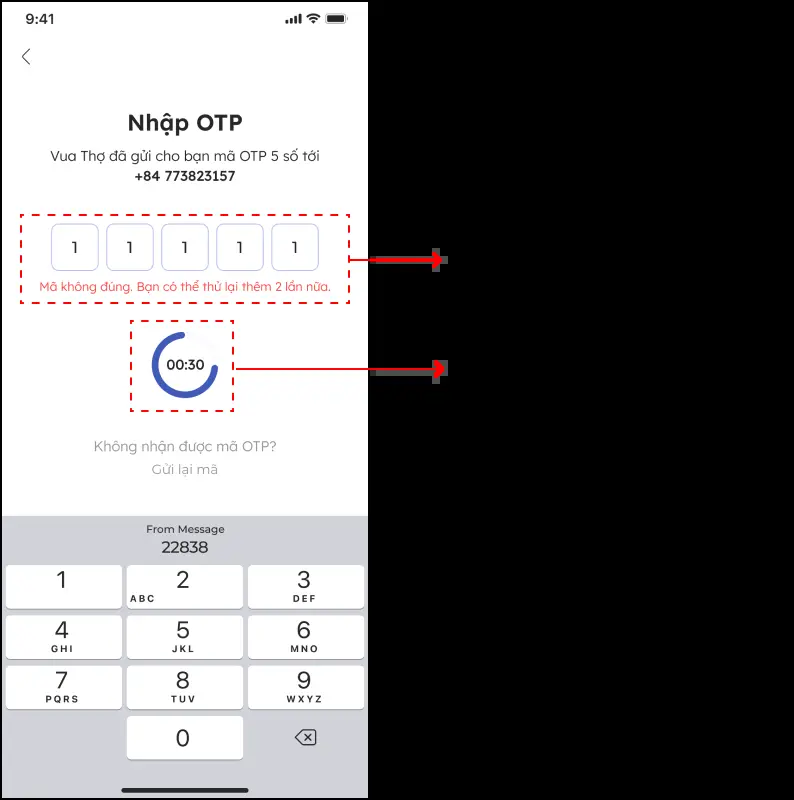 9:41
Nhập OTP
Vua Thợ đã gửi cho bạn mã OTP 5 số tới
+84 773823157
1 1 1 1 1
Mã không đúng. Bạn có thể thử lại thêm 2 lần nữa.
00:30
Không nhận được mã OTP?
Gửi lại mã
From Message
22838
1 2 3
ABC DEF
4 5 6
GHI JKL MNO
7 8 9
PQRS TUV WXYZ
0